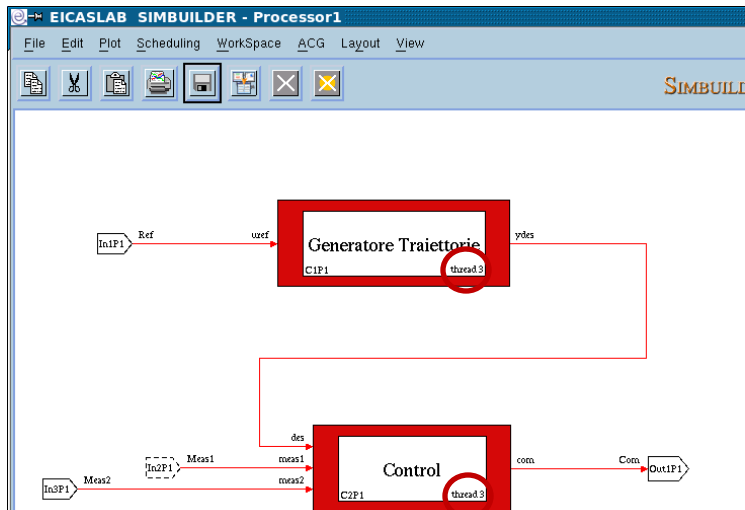 EICASLAB SIMBUILDER - Processor1
File Edit Plot Scheduling WorkSpace ACG Layout View
Ref
uref
ydes
In1P1
Generatore Traiettorie
C1P1
thread.3
des
Meas1
meas1
com
Com
In2P1
Control
Out1P1
Meas2
meas2
In3P1
C2P1
thread.3